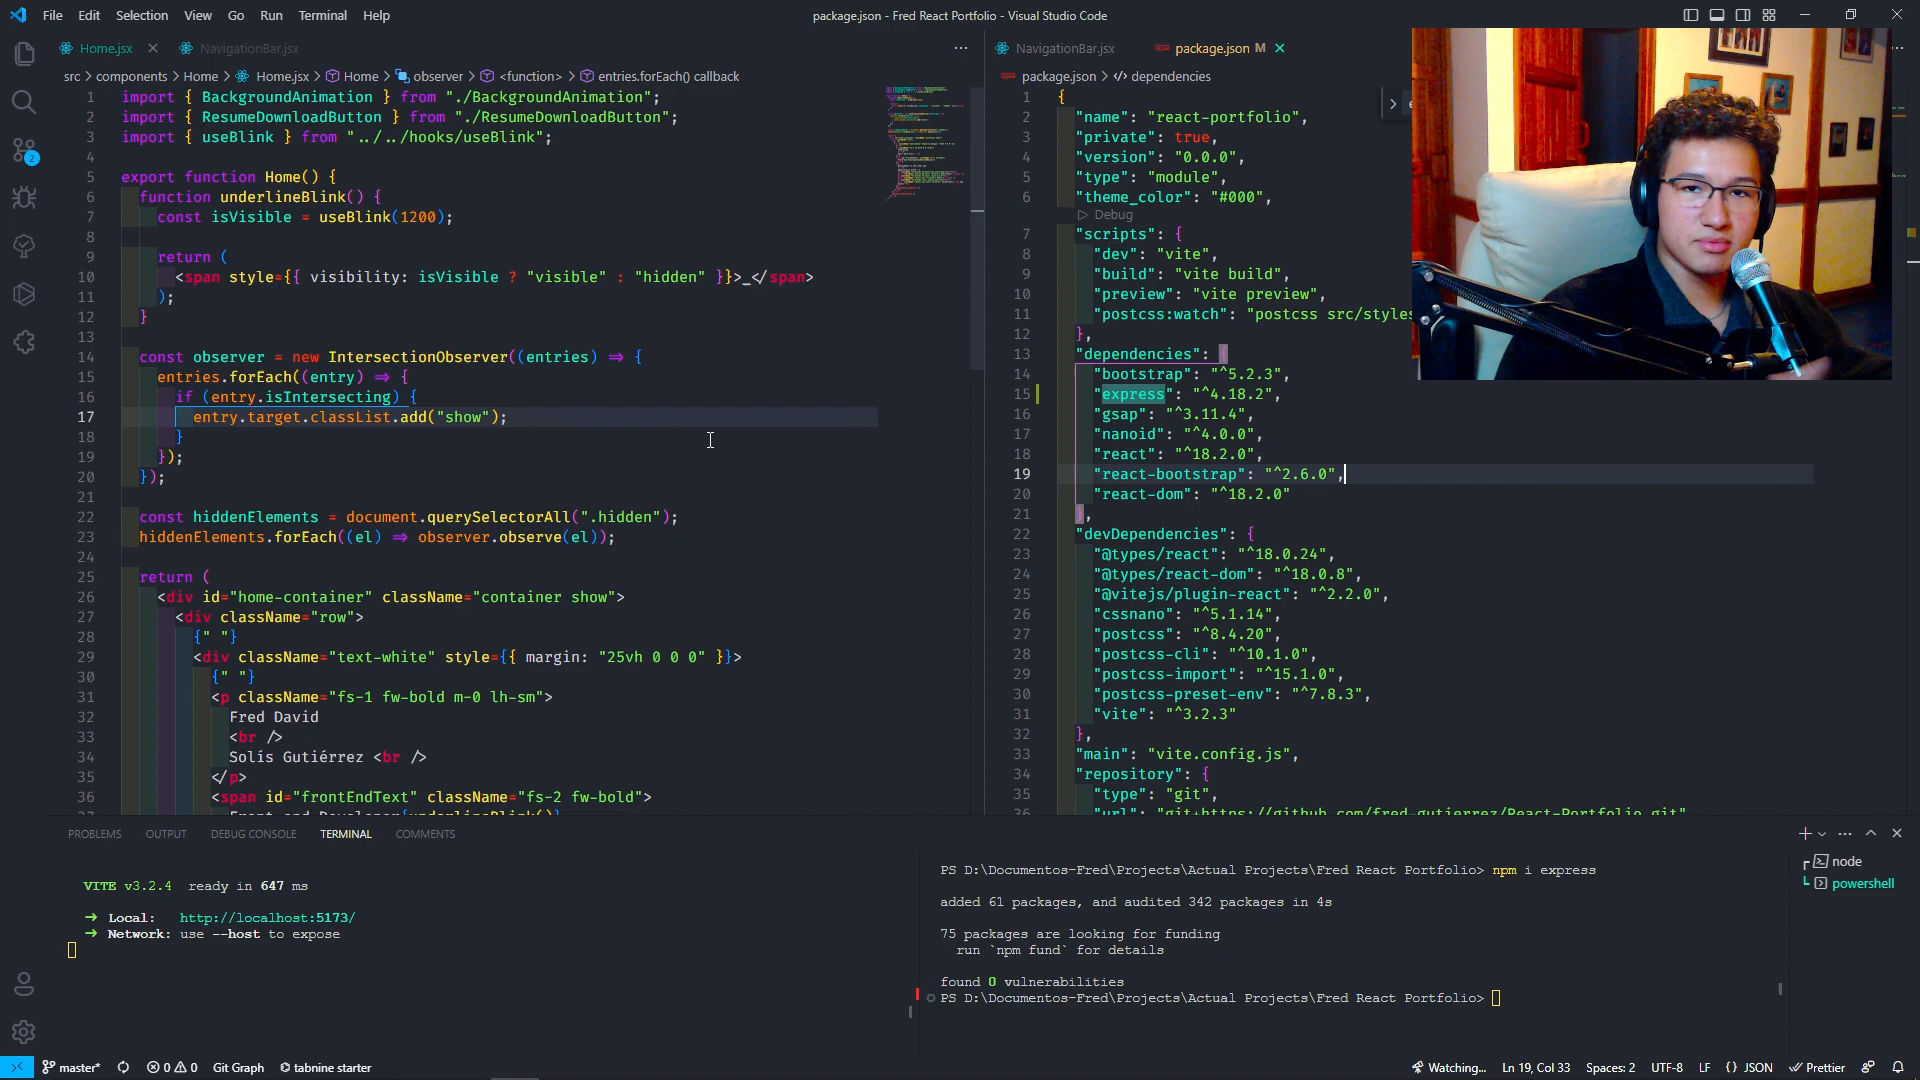 File Edit Selection View Go Run Terminal Help
package.json - Fred React Portfolio - Visual Studio Code
Home.jsx
NavigationBar.jsx
src > components > Home > Home.jsx > Home > observer > <function> > entries.forEach() callback
1 import { BackgroundAnimation } from "./BackgroundAnimation";
2 import { ResumeDownloadButton } from "./ResumeDownloadButton";
3 import { useBlink } from "../../hooks/useBlink";
4
5 export function Home() {
6 function underlineBlink() {
7 const isVisible = useBlink(1200);
8
9 return (
10 <span style={{ visibility: isVisible ? "visible" : "hidden" }}>_</span>
11 );
12 }
13
14 const observer = new IntersectionObserver((entries) => {
15 entries.forEach((entry) => {
16 if (entry.isIntersecting) {
17 entry.target.classList.add("show");
18 }
19 });
20 });
21
22 const hiddenElements = document.querySelectorAll(".hidden");
23 hiddenElements.forEach((el) => observer.observe(el));
24
25 return (
26 <div id="home-container" className="container show">
27 <div className="row">
28 {" "}
29 <div className="text-white" style={{ margin: "25vh 0 0 0" }}>
30 {" "}
31 <p className="fs-1 fw-bold m-0 lh-sm">
32 Fred David
33 <br />
34 Solís Gutiérrez <br />
35 </p>
36 <span id="frontEndText" className="fs-2 fw-bold">
NavigationBar.jsx
package.json M
package.json > dependencies
1 {
2 "name": "react-portfolio",
3 "private": true,
4 "version": "0.0.0",
5 "type": "module",
6 "theme_color": "#000",
Debug
7 "scripts": {
8 "dev": "vite",
9 "build": "vite build",
10 "preview": "vite preview",
11 "postcss:watch": "postcss src/styles
12 },
13 "dependencies": {
14 "bootstrap": "^5.2.3",
15 "express": "^4.18.2",
16 "gsap": "^3.11.4",
17 "nanoid": "^4.0.0",
18 "react": "^18.2.0",
19 "react-bootstrap": "^2.6.0",
20 "react-dom": "^18.2.0"
21 },
22 "devDependencies": {
23 "@types/react": "^18.0.24",
24 "@types/react-dom": "^18.0.8",
25 "@vitejs/plugin-react": "^2.2.0",
26 "cssnano": "^5.1.14",
27 "postcss": "^8.4.20",
28 "postcss-cli": "^10.1.0",
29 "postcss-import": "^15.1.0",
30 "postcss-preset-env": "^7.8.3",
31 "vite": "^3.2.3"
32 },
33 "main": "vite.config.js",
34 "repository": {
35 "type": "git",
36 "url": "git+https://github.com/fred-gutierrez/React-Portfolio.git"
PROBLEMS OUTPUT DEBUG CONSOLE TERMINAL COMMENTS
VITE v3.2.4 ready in 647 ms
➜ Local: http://localhost:5173/
➜ Network: use --host to expose
PS D:\Documentos-Fred\Projects\Actual Projects\Fred React Portfolio> npm i express
added 61 packages, and audited 342 packages in 4s
75 packages are looking for funding
run `npm fund` for details
found 0 vulnerabilities
PS D:\Documentos-Fred\Projects\Actual Projects\Fred React Portfolio>
node
powershell
2
master* 0 0 Git Graph tabnine starter
Watching... Ln 19, Col 33 Spaces: 2 UTF-8 LF {} JSON Prettier